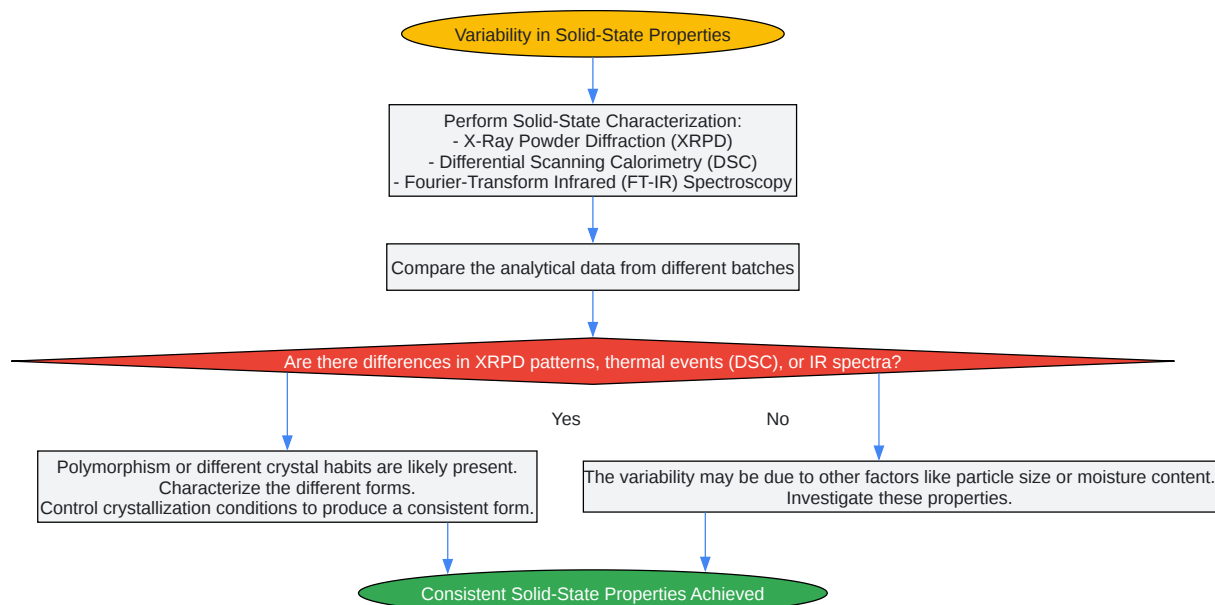 Variability in Solid-State Properties
Perform Solid-State Characterization:
- X-Ray Powder Diffraction (XRPD)
- Differential Scanning Calorimetry (DSC)
- Fourier-Transform Infrared (FT-IR) Spectroscopy
Compare the analytical data from different batches
Are there differences in XRPD patterns, thermal events (DSC), or IR spectra?
Yes
No
Polymorphism or different crystal habits are likely present.
Characterize the different forms.
Control crystallization conditions to produce a consistent form.
The variability may be due to other factors like particle size or moisture content.
Investigate these properties.
Consistent Solid-State Properties Achieved